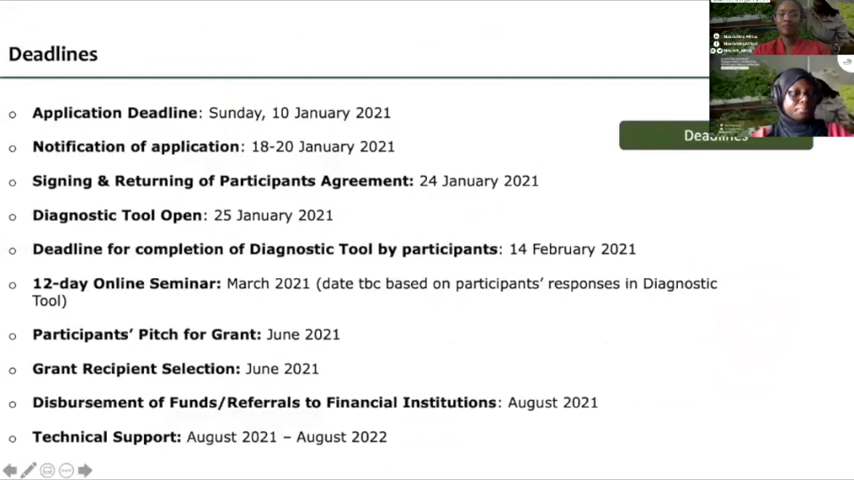 Deadlines
Application Deadline: Sunday, 10 January 2021
Notification of application: 18-20 January 2021
Deadlines
Signing & Returning of Participants Agreement: 24 January 2021
Diagnostic Tool Open: 25 January 2021
Deadline for completion of Diagnostic Tool by participants: 14 February 2021
12-day Online Seminar: March 2021 (date tbc based on participants’ responses in Diagnostic
Tool)
Participants’ Pitch for Grant: June 2021
Grant Recipient Selection: June 2021
Disbursement of Funds/Referrals to Financial Institutions: August 2021
Technical Support: August 2021 – August 2022